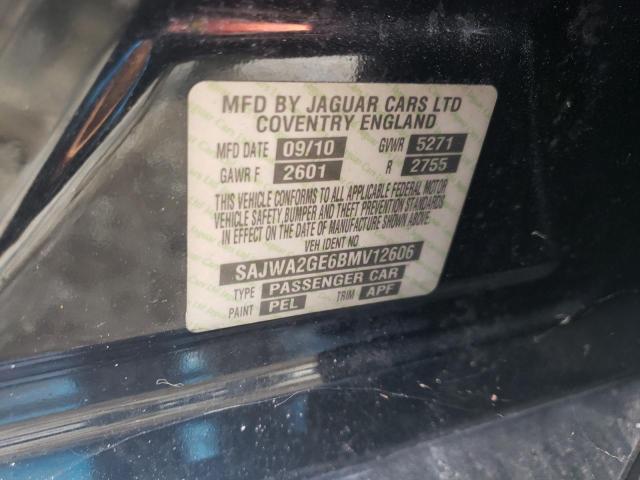 MFD BY JAGUAR CARS LTD
COVENTRY ENGLAND
MFD DATE 09/10 GVWR 5271
GAWR F 2601 R 2755
THIS VEHICLE CONFORMS TO ALL APPLICABLE FEDERAL MOTOR
VEHICLE SAFETY BUMPER AND THEFT PREVENTION STANDARDS
IN EFFECT ON THE DATE OF MANUFACTURE SHOWN ABOVE.
VEH IDENT NO
SAJWA2GE6BMV12606
TYPE PASSENGER CAR
PAINT PEL TRIM APF